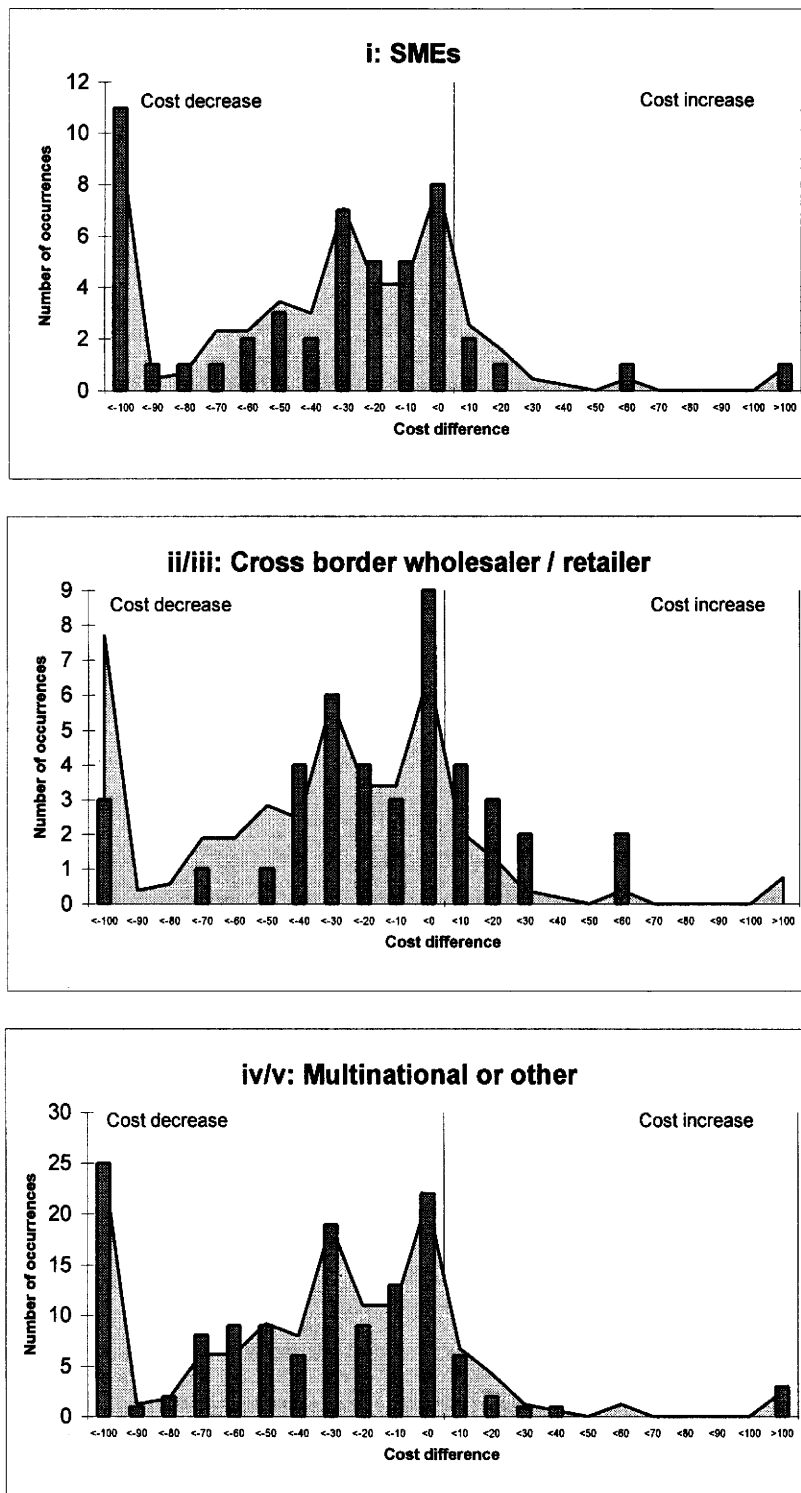 i: SMEs
Cost decrease
Cost increase
Number of occurrences
12
10
8
6
4
2
0
<-100 <-90 <-80 <-70 <-60 <-50 <-40 <-30 <-20 <-10 <0 <10 <20 <30 <40 <50 <60 <70 <80 <90 <100 >100
Cost difference
ii/iii: Cross border wholesaler / retailer
Cost decrease
Cost increase
Number of occurrences
9
8
7
6
5
4
3
2
1
0
<-100 <-90 <-80 <-70 <-60 <-50 <-40 <-30 <-20 <-10 <0 <10 <20 <30 <40 <50 <60 <70 <80 <90 <100 >100
Cost difference
iv/v: Multinational or other
Cost decrease
Cost increase
Number of occurrences
30
25
20
15
10
5
0
<-100 <-90 <-80 <-70 <-60 <-50 <-40 <-30 <-20 <-10 <0 <10 <20 <30 <40 <50 <60 <70 <80 <90 <100 >100
Cost difference